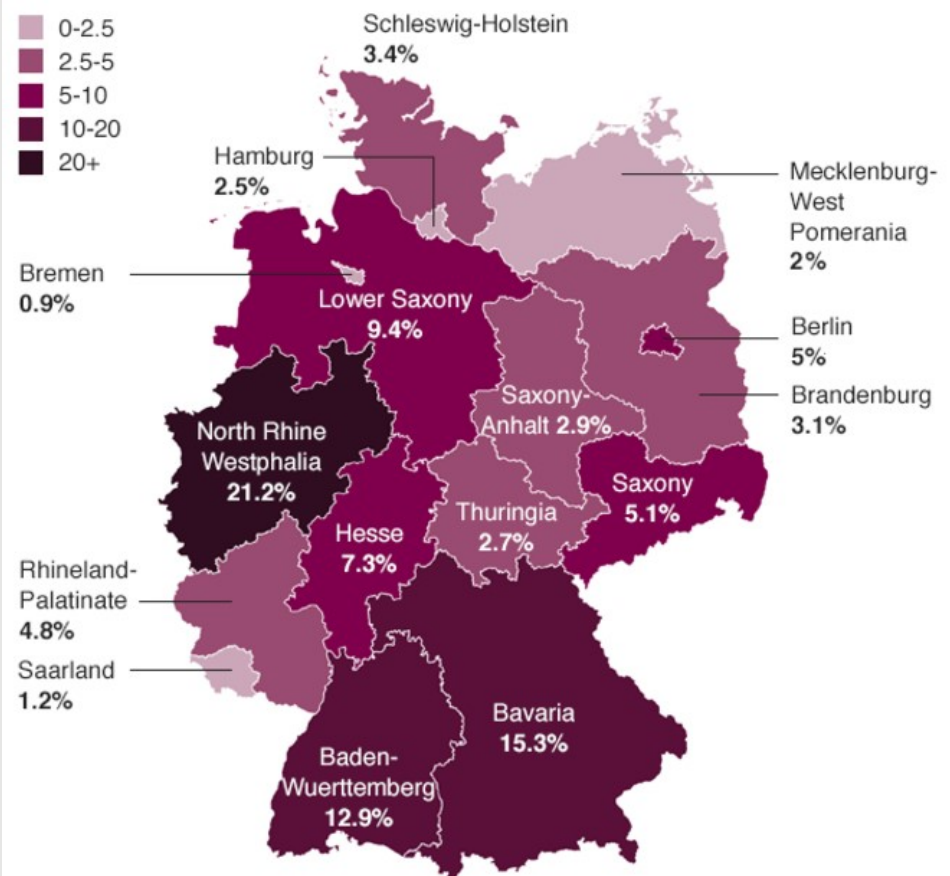 0-2.5
2.5-5
5-10
10-20
20+
Schleswig-Holstein
3.4%
Hamburg
2.5%
Mecklenburg-
West
Pomerania
2%
Bremen
0.9%
Lower Saxony
9.4%
Berlin
5%
Brandenburg
3.1%
Saxony-
Anhalt 2.9%
North Rhine
Westphalia
21.2%
Saxony
5.1%
Thuringia
2.7%
Hesse
7.3%
Rhineland-
Palatinate
4.8%
Saarland
1.2%
Bavaria
15.3%
Baden-
Wuerttemberg
12.9%